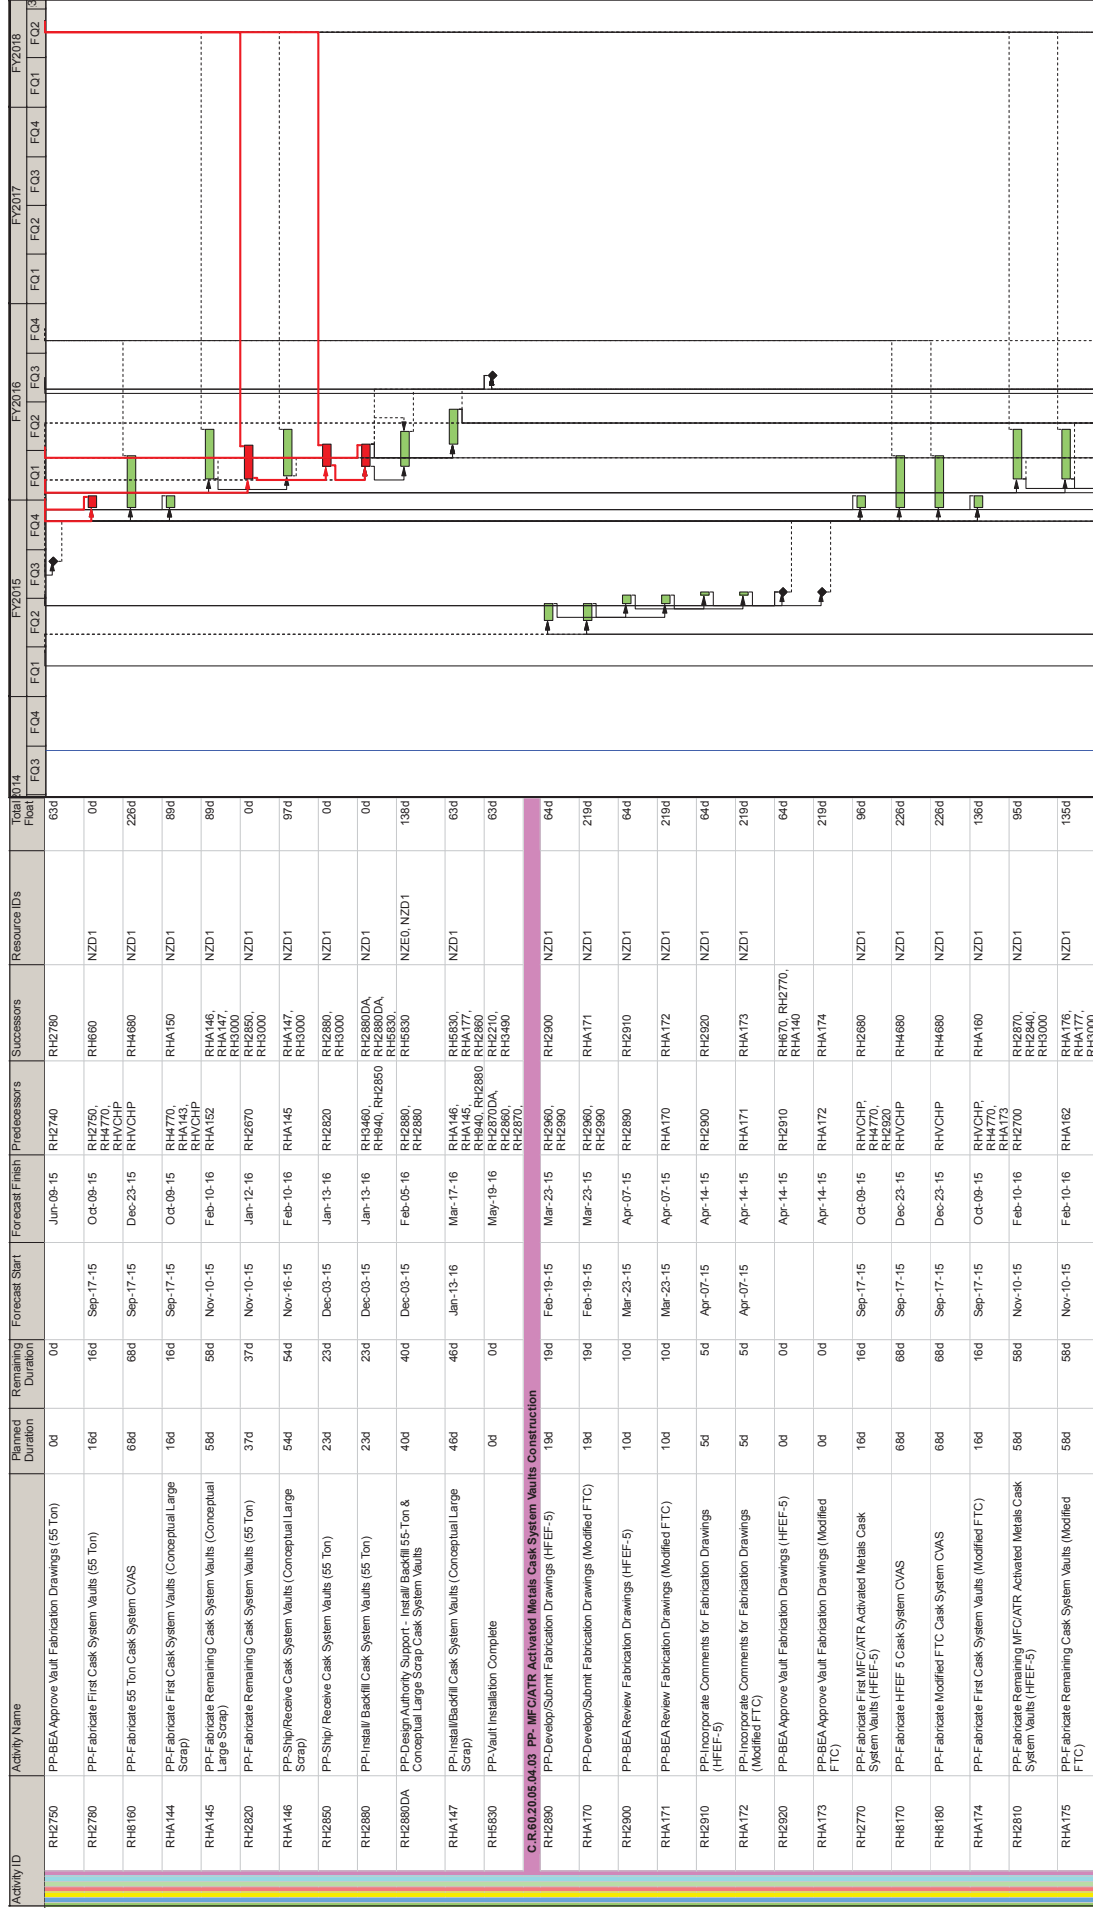 Activity ID Activity Name Planned Duration Remaining Duration Forecast Start Forecast Finish Predecessors Successors Resource IDs Total Float 2014 FY2015 FY2016 FY2017 FY2018
FQ3 FQ4 FQ1 FQ2 FQ3 FQ4 FQ1 FQ2 FQ3 FQ4 FQ1 FQ2 FQ3 FQ4 FQ1 FQ2
RH2750 PP-BEA Approve Vault Fabrication Drawings (55 Ton) 0d 0d Jun-09-15 RH2740 RH2780 63d
RH2780 PP-Fabricate First Cask System Vaults (55 Ton) 16d 16d Sep-17-15 Oct-09-15 RH2750, RH660 NZD1 0d
RH4770,
RHVCHP
RH8160 PP-Fabricate 55 Ton Cask System CVAS 68d 68d Sep-17-15 Dec-23-15 RHVCHP RH4680 NZD1 226d
RHA144 PP-Fabricate First Cask System Vaults (Conceptual Large 16d 16d Sep-17-15 Oct-09-15 RH4770, RHA150 NZD1 89d
Scrap) RHA143,
RHVCHP
RHA145 PP-Fabricate Remaining Cask System Vaults (Conceptual 58d 58d Nov-10-15 Feb-10-16 RHA152 RHA146, NZD1 89d
Large Scrap) RHA147,
RH3000
RH2820 PP-Fabricate Remaining Cask System Vaults (55 Ton) 37d 37d Nov-10-15 Jan-12-16 RH2670 RH2850, NZD1 0d
RH3000
RHA146 PP-Ship/Receive Cask System Vaults (Conceptual Large 54d 54d Nov-16-15 Feb-10-16 RHA145 RHA147, NZD1 97d
Scrap) RH3000
RH2850 PP-Ship/ Receive Cask System Vaults (55 Ton) 23d 23d Dec-03-15 Jan-13-16 RH2820 RH2880, NZD1 0d
RH3000
RH2880 PP-Install/ Backfill Cask System Vaults (55 Ton) 23d 23d Dec-03-15 Jan-13-16 RH3460, RH2880DA, NZD1 0d
RH940, RH2850 RH2880DA,
RH5830,
RH2880DA PP-Design Authority Support - Install/ Backfill 55-Ton & 40d 40d Dec-03-15 Feb-05-16 RH2880, RH5830 NZE0, NZD1 138d
Conceptual Large Scrap Cask System Vaults RH2880
RHA147 PP-Install/Backfill Cask System Vaults (Conceptual Large 46d 46d Jan-13-16 Mar-17-16 RHA146, RH5830, NZD1 63d
Scrap) RHA145, RHA177,
RH940, RH2880 RH2860
RH5830 PP-Vault Installation Complete 0d 0d May-19-16 RH2870DA, RH2210, 63d
RH2860, RH3490
RH2870,
C.R.60.20.05.04.03 PP- MFC/ATR Activated Metals Cask System Vaults Construction
RH2890 PP-Develop/Submit Fabrication Drawings (HFEF-5) 19d 19d Feb-19-15 Mar-23-15 RH2960, RH2900 NZD1 64d
RH2990
RHA170 PP-Develop/Submit Fabrication Drawings (Modified FTC) 19d 19d Feb-19-15 Mar-23-15 RH2960, RHA171 NZD1 219d
RH2990
RH2900 PP-BEA Review Fabrication Drawings (HFEF-5) 10d 10d Mar-23-15 Apr-07-15 RH2890 RH2910 NZD1 64d
RHA171 PP-BEA Review Fabrication Drawings (Modified FTC) 10d 10d Mar-23-15 Apr-07-15 RHA170 RHA172 NZD1 219d
RH2910 PP-Incorporate Comments for Fabrication Drawings 5d 5d Apr-07-15 Apr-14-15 RH2900 RH2920 NZD1 64d
(HFEF-5)
RHA172 PP-Incorporate Comments for Fabrication Drawings 5d 5d Apr-07-15 Apr-14-15 RHA171 RHA173 NZD1 219d
(Modified FTC)
RH2920 PP-BEA Approve Vault Fabrication Drawings (HFEF-5) 0d 0d Apr-14-15 RH2910 RH670, RH2770, 64d
RHA140
RHA173 PP-BEA Approve Vault Fabrication Drawings (Modified 0d 0d Apr-14-15 RHA172 RHA174 219d
FTC)
RH2770 PP-Fabricate First MFC/ATR Activated Metals Cask 16d 16d Sep-17-15 Oct-09-15 RHVCHP, RH2680 NZD1 96d
System Vaults (HFEF-5) RH4770,
RH2920
RH8170 PP-Fabricate HFEF 5 Cask System CVAS 68d 68d Sep-17-15 Dec-23-15 RHVCHP RH4680 NZD1 226d
RH8180 PP-Fabricate Modified FTC Cask System CVAS 68d 68d Sep-17-15 Dec-23-15 RHVCHP RH4680 NZD1 226d
RHA174 PP-Fabricate First Cask System Vaults (Modified FTC) 16d 16d Sep-17-15 Oct-09-15 RHVCHP, RHA160 NZD1 136d
RH4770,
RHA173
RH2810 PP-Fabricate Remaining MFC/ATR Activated Metals Cask 58d 58d Nov-10-15 Feb-10-16 RH2700 RH2870, NZD1 95d
System Vaults (HFEF-5) RH2840,
RH3000
RHA175 PP-Fabricate Remaining Cask System Vaults (Modified 58d 58d Nov-10-15 Feb-10-16 RHA162 RHA176, NZD1 135d
FTC) RHA177,
RH3000